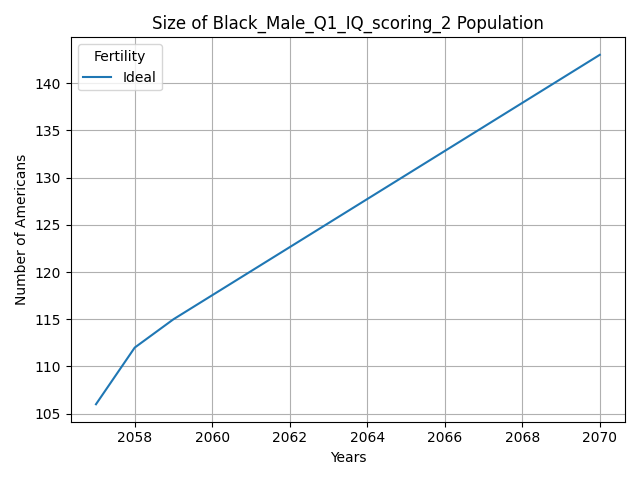 Size of Black_Male_Q1_IQ_scoring_2 Population
Fertility
Ideal
Number of Americans
140
135
130
125
120
115
110
105
2058 2060 2062 2064 2066 2068 2070
Years